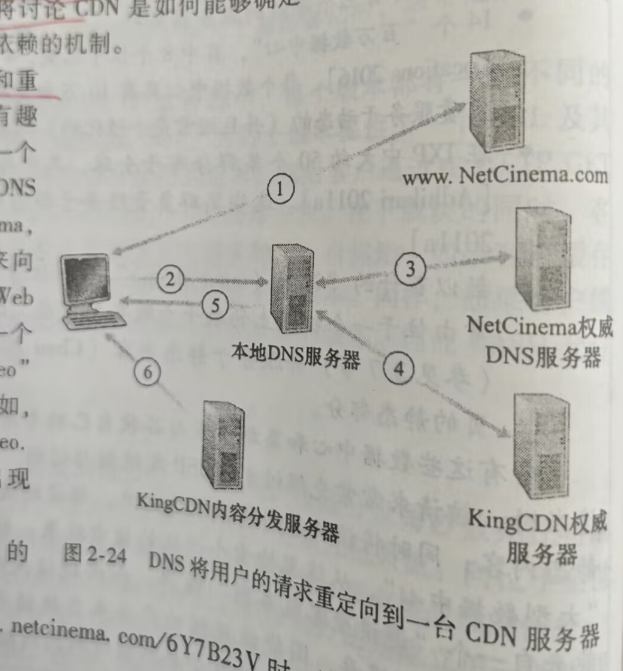 将讨论 CDN 是如何能够确定
依赖的机制。
和重
有趣
一个
DNS
ma,
来向
Web
一个
eo”
如,
eo.
出现
的
①
www. NetCinema.com
②
③
⑤
NetCinema权威
DNS服务器
本地DNS服务器
④
⑥
KingCDN内容分发服务器
KingCDN权威
服务器
图2-24 DNS 将用户的请求重定向到一台 CDN 服务器
. netcinema. com/6Y7B23V 时